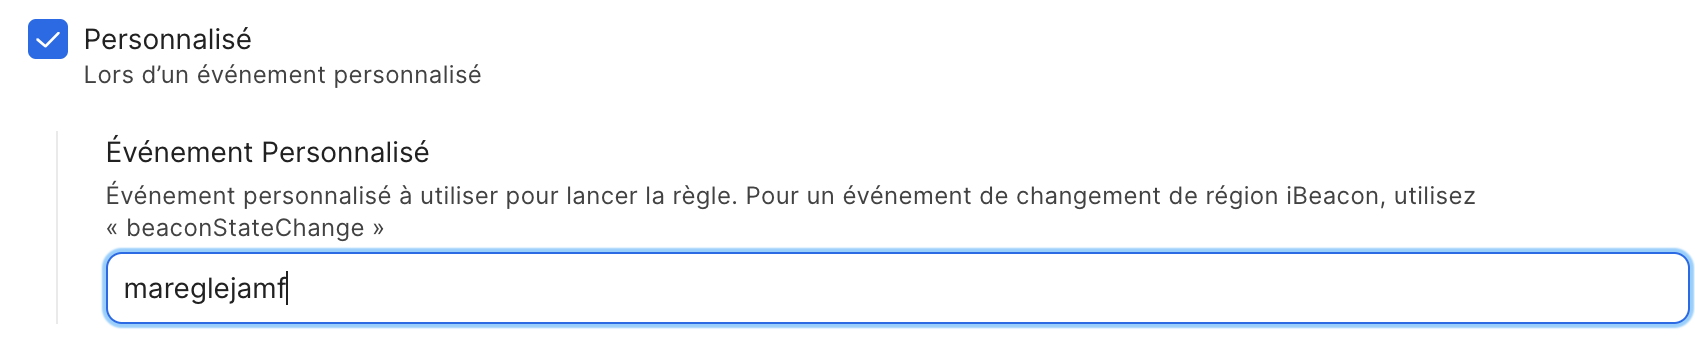 Personnalisé
Lors d’un événement personnalisé
Événement Personnalisé
Événement personnalisé à utiliser pour lancer la règle. Pour un événement de changement de région iBeacon, utilisez
« beaconStateChange »
mareglejamf